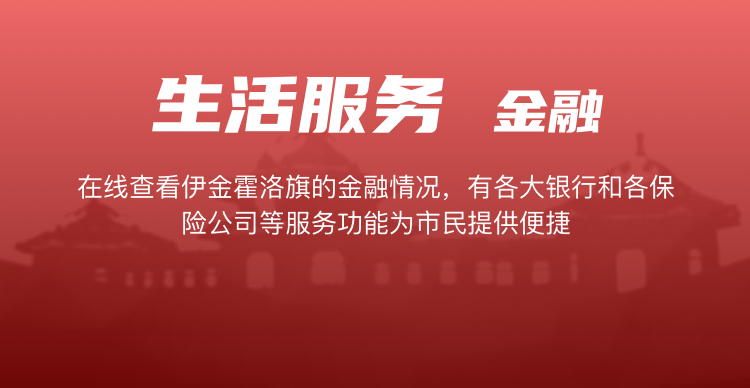 生活服务 金融
在线查看伊金霍洛旗的金融情况，有各大银行和各保
险公司等服务功能为市民提供便捷